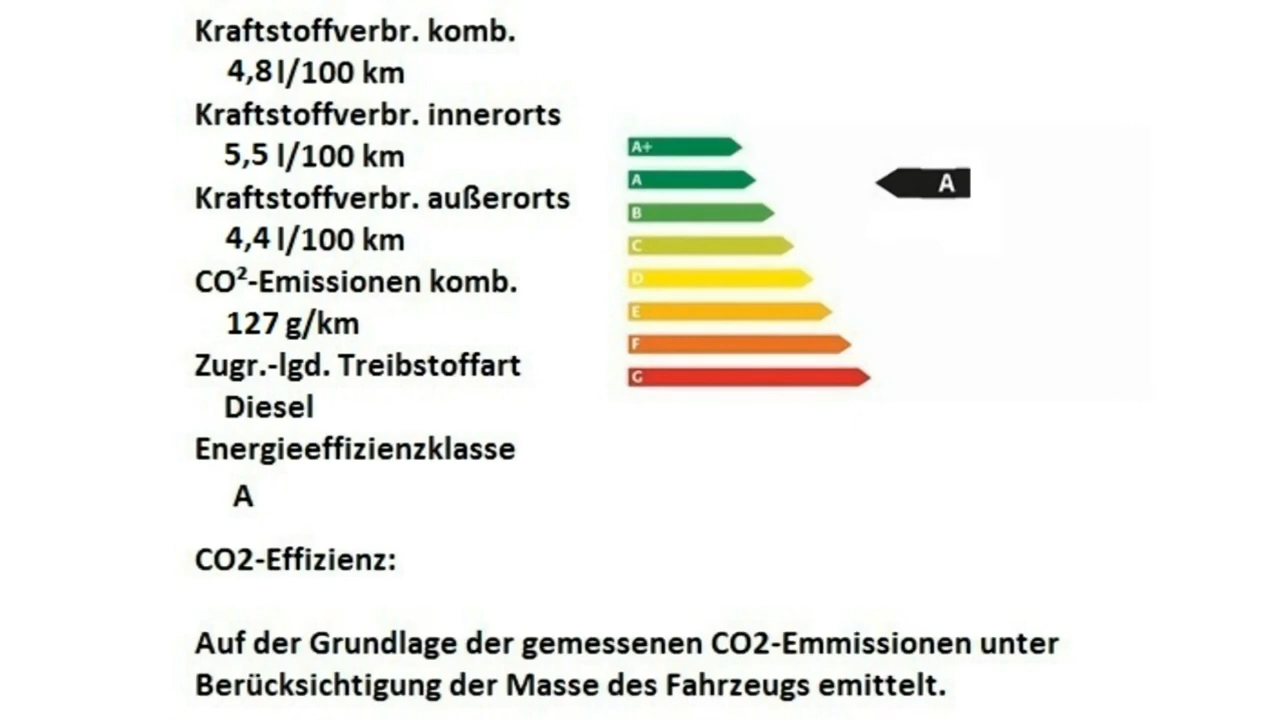 Kraftstoffverbr. komb.
4,8 l/100 km
Kraftstoffverbr. innerorts
5,5 l/100 km
Kraftstoffverbr. außerorts
4,4 l/100 km
CO²-Emissionen komb.
127 g/km
Zugr.-lgd. Treibstoffart
Diesel
Energieeffizienzklasse
A
A+
A
B
C
D
E
F
G
A
CO2-Effizienz:
Auf der Grundlage der gemessenen CO2-Emmissionen unter
Berücksichtigung der Masse des Fahrzeugs emittelt.